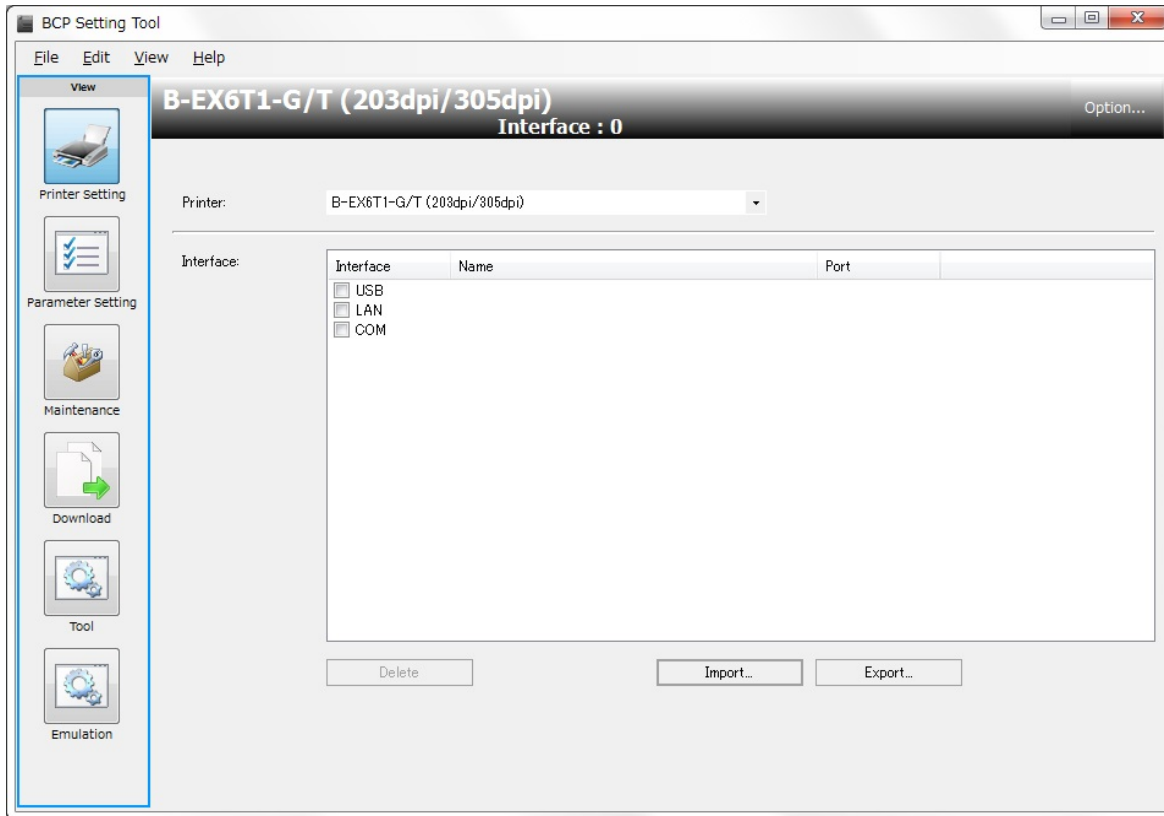 BCP Setting Tool
File Edit View Help
View
Printer Setting
Parameter Setting
Maintenance
Download
Tool
Emulation
B-EX6T1-G/T (203dpi/305dpi)
Interface : 0
Option...
Printer: B-EX6T1-G/T (203dpi/305dpi)
Interface:
Interface Name Port
USB
LAN
COM
Delete Import... Export...